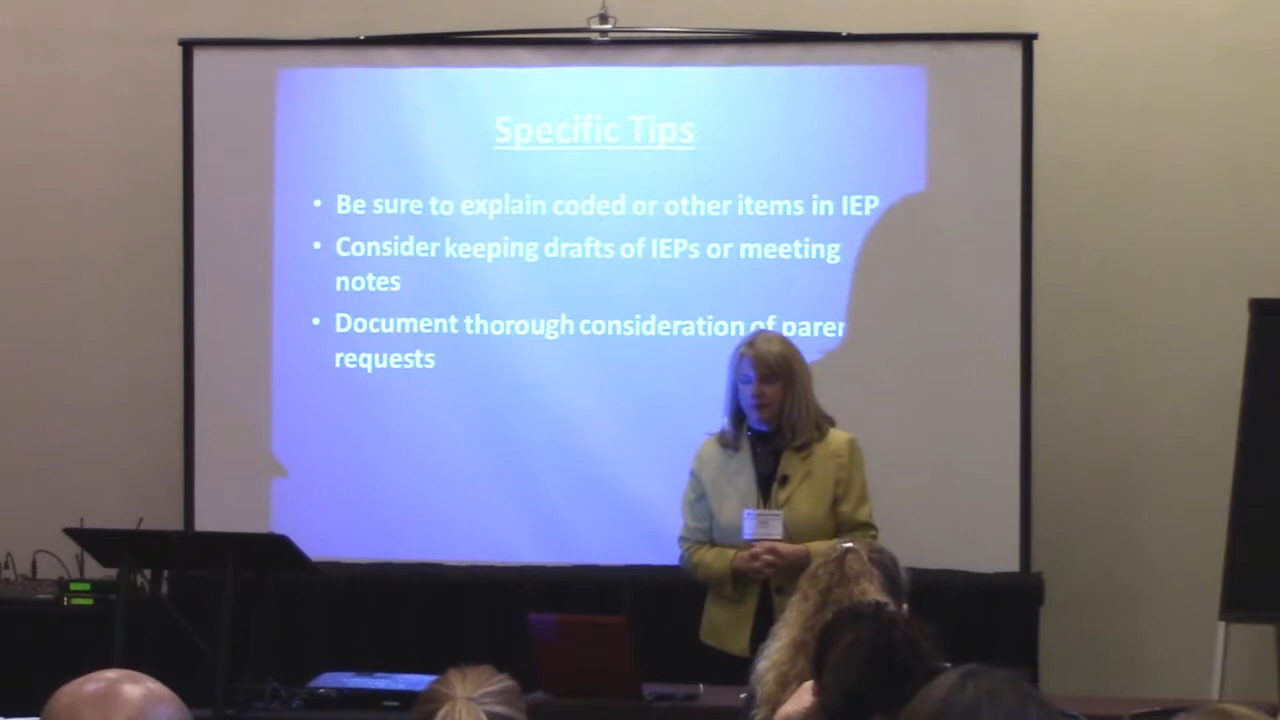 Specific Tips
• Be sure to explain coded or other items in IEP
• Consider keeping drafts of IEPs or meeting
notes
• Document thorough consideration of
requests